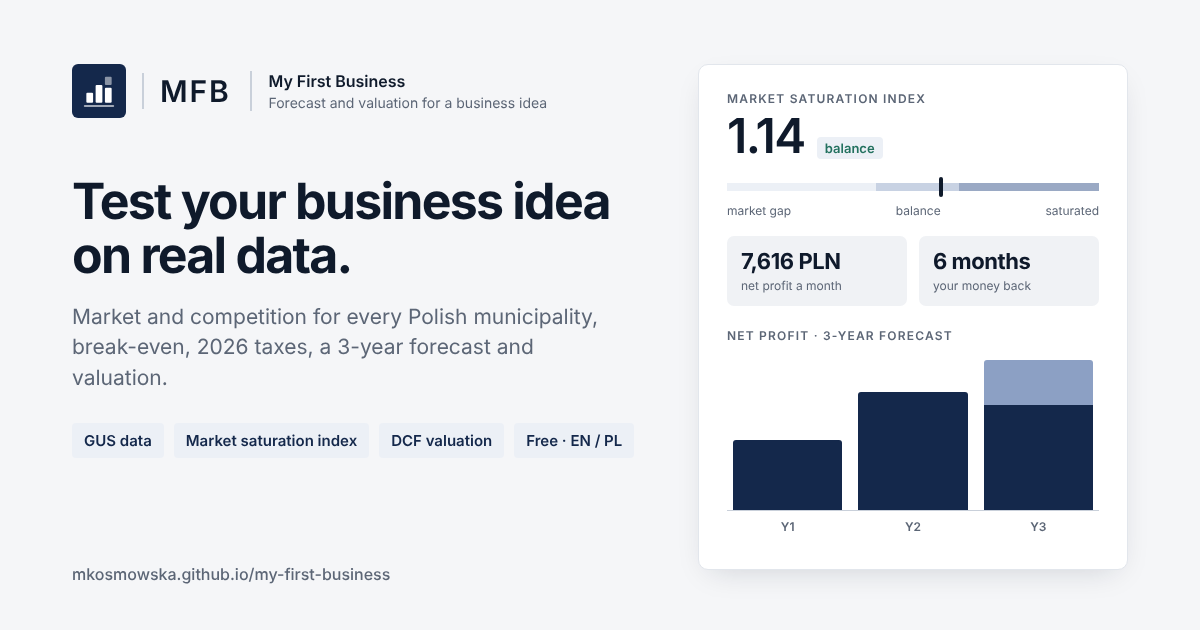 MFB
My First Business
Forecast and valuation for a business idea
Test your business idea
on real data.
Market and competition for every Polish municipality,
break-even, 2026 taxes, a 3-year forecast and
valuation.
GUS data
Market saturation index
DCF valuation
Free · EN / PL
mkosmowska.github.io/my-first-business
MARKET SATURATION INDEX
1.14 balance
market gap balance saturated
7,616 PLN
net profit a month
6 months
your money back
NET PROFIT · 3-YEAR FORECAST
Y1 Y2 Y3